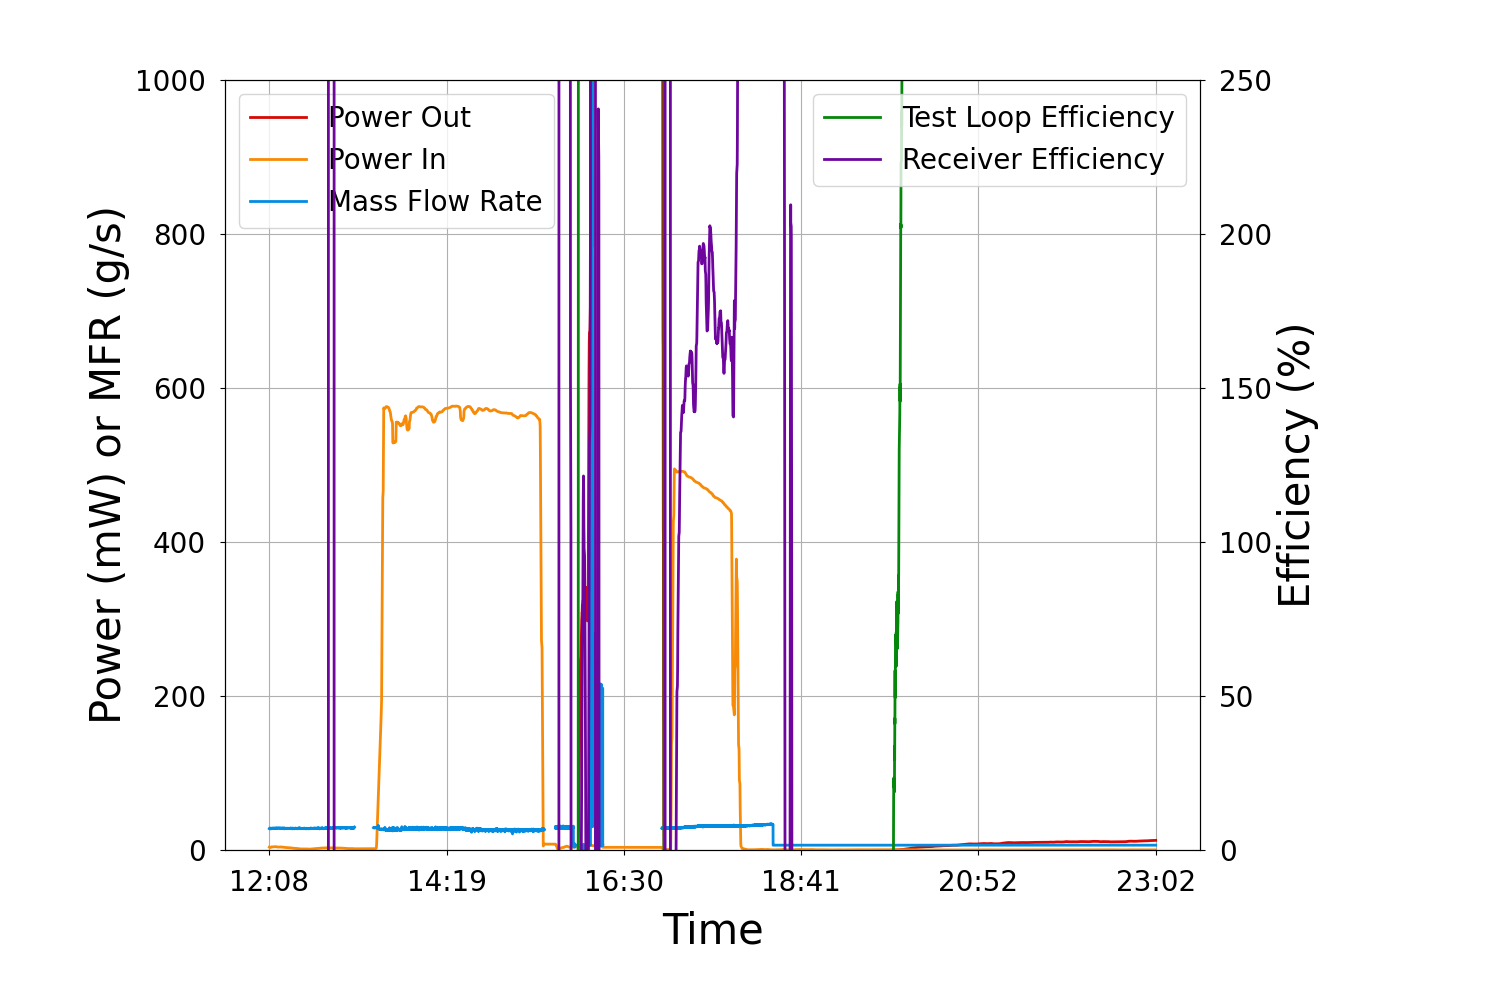 1000
800
600
400
200
0
Power (mW) or MFR (g/s)
Power Out
Power In
Mass Flow Rate
Test Loop Efficiency
Receiver Efficiency
250
200
150
100
50
0
Efficiency (%)
12:08 14:19 16:30 18:41 20:52 23:02
Time